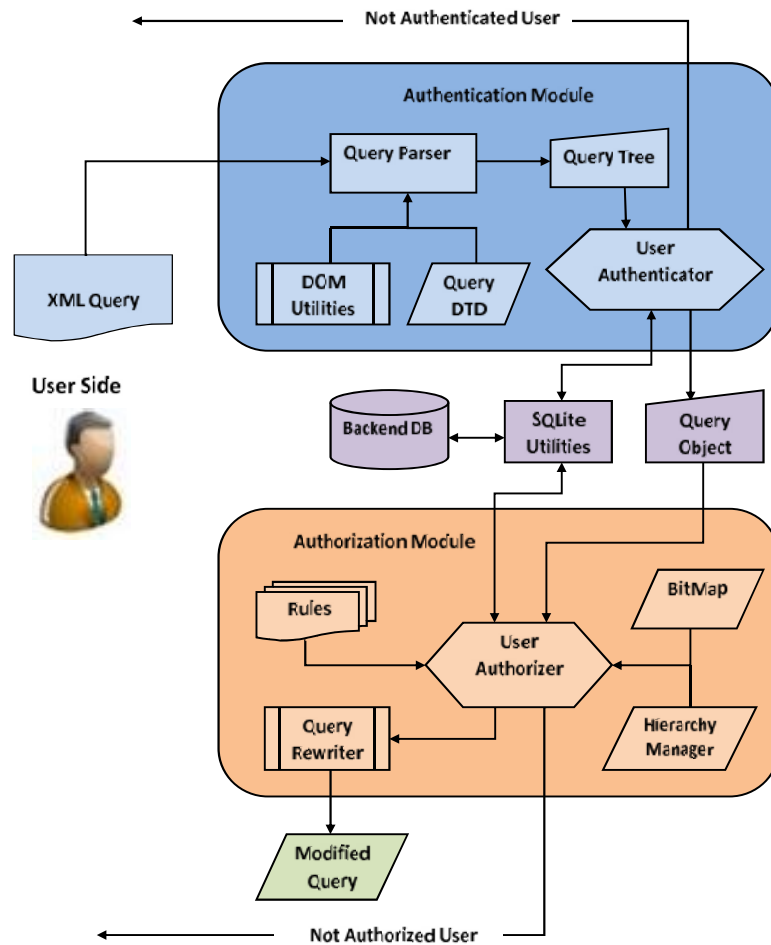 Not Authenticated User
Authentication Module
Query Parser
Query Tree
User
Authenticator
DOM
Utilities
Query
DTD
XML Query
User Side
Backend DB
SQLite
Utilities
Query
Object
Authorization Module
Rules
BitMap
User
Authorizer
Query
Rewriter
Hierarchy
Manager
Modified
Query
Not Authorized User